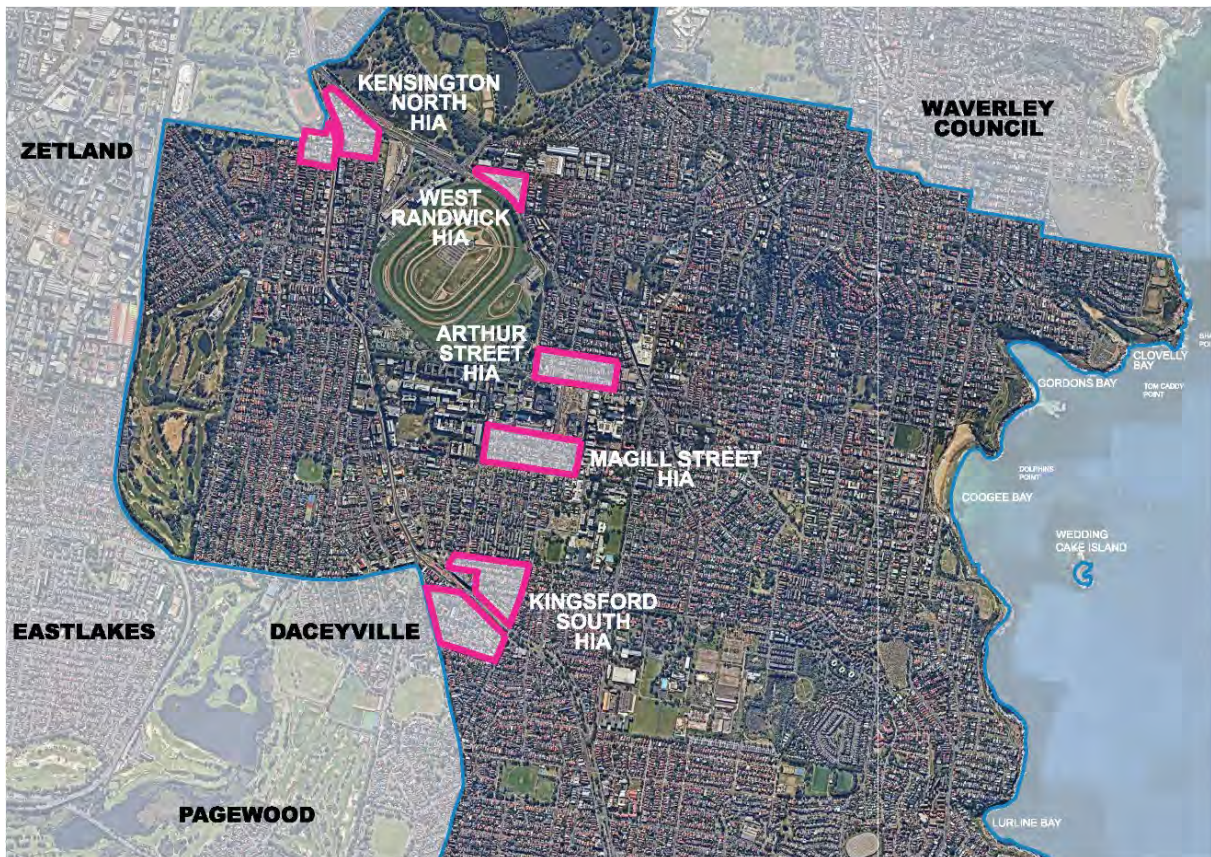 KENSINGTON
NORTH
HIA
WAVERLEY
COUNCIL
ZETLAND
WEST
RANDWICK
HIA
ARTHUR
STREET
HIA
CLOVELLY
BAY
GORDONS BAY
TOM CADDY
POINT
MAGILL STREET
HIA
DOLPHINS
POINT
COOGEE BAY
WEDDING
CAKE ISLAND
KINGSFORD
SOUTH
HIA
EASTLAKES
DACEYVILLE
PAGEWOOD
LURLINE BAY